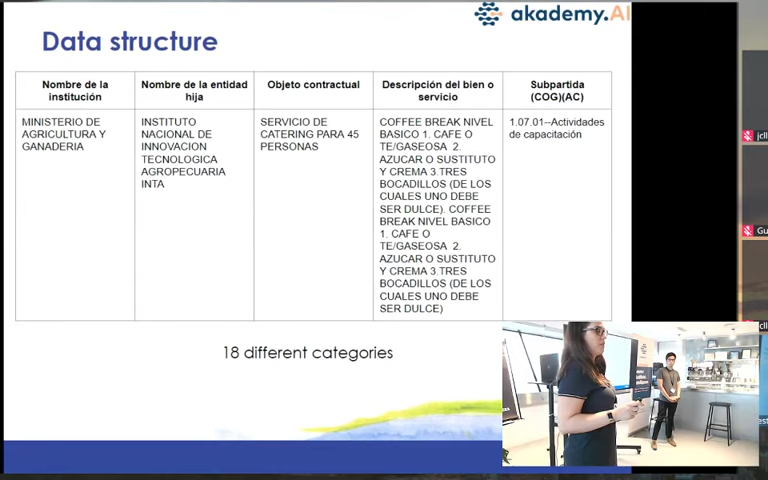 akademy.AI
Data structure
Nombre de la
institución
Nombre de la entidad
hija
Objeto contractual
Descripción del bien o
servicio
Subpartida
(COG)(AC)
MINISTERIO DE
AGRICULTURA Y
GANADERIA
INSTITUTO
NACIONAL DE
INNOVACION
TECNOLOGICA
AGROPECUARIA
INTA
SERVICIO DE
CATERING PARA 45
PERSONAS
COFFEE BREAK NIVEL
BASICO 1. CAFE O
TE/GASEOSA 2.
AZUCAR O SUSTITUTO
Y CREMA 3.TRES
BOCADILLOS (DE LOS
CUALES UNO DEBE
SER DULCE). COFFEE
BREAK NIVEL BASICO
1. CAFE O
TE/GASEOSA 2.
AZUCAR O SUSTITUTO
Y CREMA 3.TRES
BOCADILLOS (DE LOS
CUALES UNO DEBE
SER DULCE)
1.07.01--Actividades
de capacitación
18 different categories
jcll
Gu
jcll